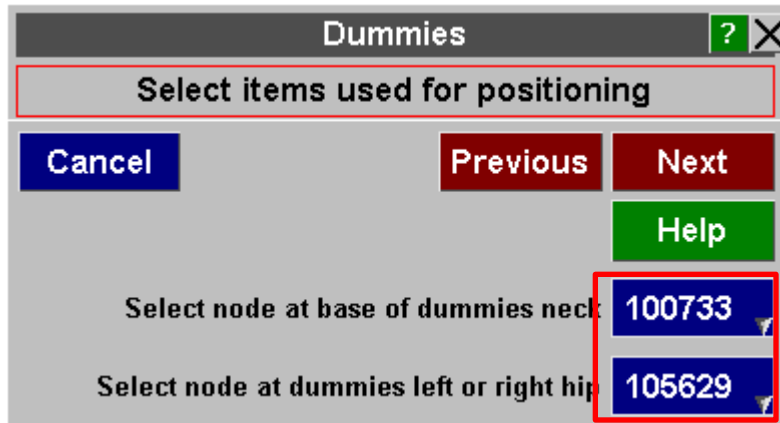 Dummies ? X
Select items used for positioning
Cancel Previous Next
Help
Select node at base of dummies neck 100733
Select node at dummies left or right hip 105629